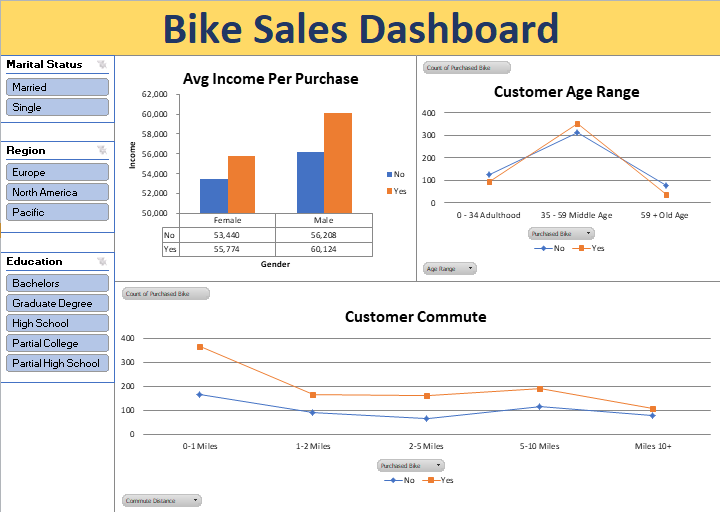 Bike Sales Dashboard
Marital Status
Married
Single
Region
Europe
North America
Pacific
Education
Bachelors
Graduate Degree
High School
Partial College
Partial High School
Avg Income Per Purchase
62,000
60,000
58,000
56,000
54,000
52,000
50,000
Income
Female Male
No 53,440 56,208
Yes 55,774 60,124
Gender
No
Yes
Count of Purchased Bike
Customer Age Range
400
300
200
100
0
0 - 34 Adulthood 35 - 59 Middle Age 59 + Old Age
Purchased Bike
No Yes
Age Range
Count of Purchased Bike
Customer Commute
400
300
200
100
0
0-1 Miles 1-2 Miles 2-5 Miles 5-10 Miles Miles 10+
Purchased Bike
No Yes
Commute Distance